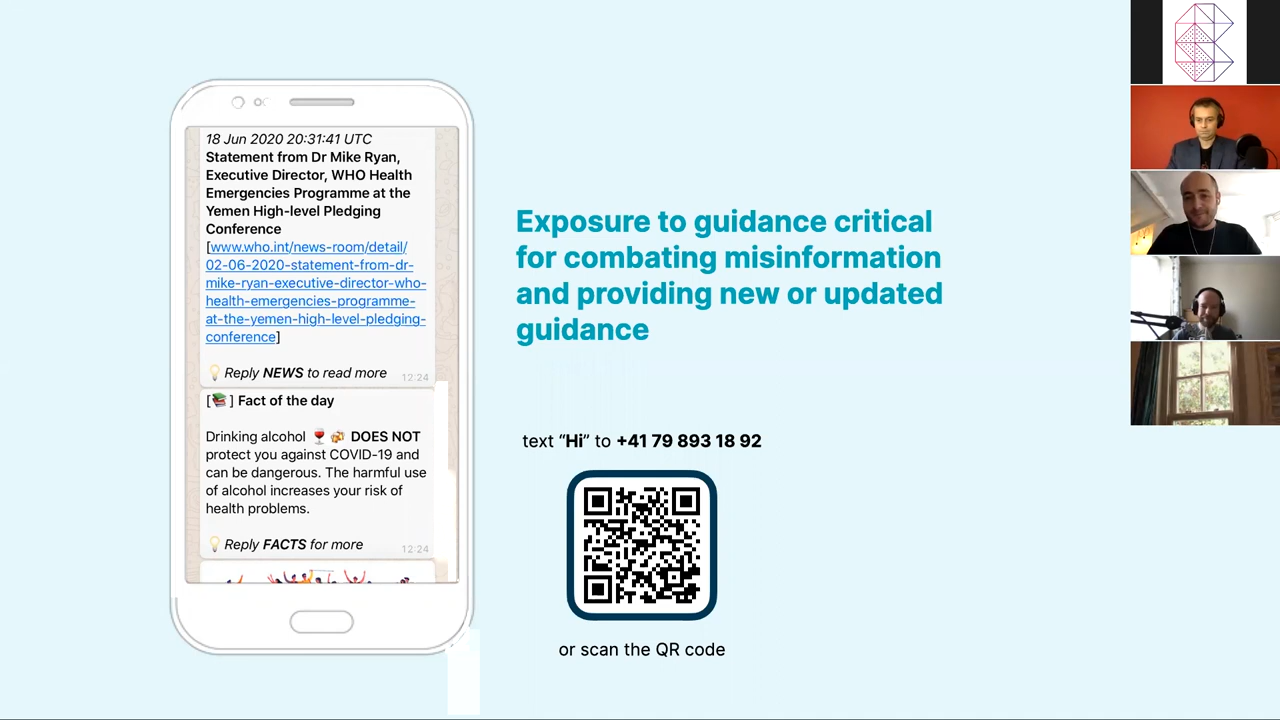 18 Jun 2020 20:31:41 UTC
Statement from Dr Mike Ryan,
Executive Director, WHO Health
Emergencies Programme at the
Yemen High-level Pledging
Conference
[www.who.int/news-room/detail/
02-06-2020-statement-from-dr-
mike-ryan-executive-director-who-
health-emergencies-programme-
at-the-yemen-high-level-pledging-
conference]
💡 Reply NEWS to read more 12:24
[📚] Fact of the day
Drinking alcohol 🍷 🍻 DOES NOT
protect you against COVID-19 and
can be dangerous. The harmful use
of alcohol increases your risk of
health problems.
💡 Reply FACTS for more 12:24
Exposure to guidance critical
for combating misinformation
and providing new or updated
guidance
text “Hi” to +41 79 893 18 92
or scan the QR code